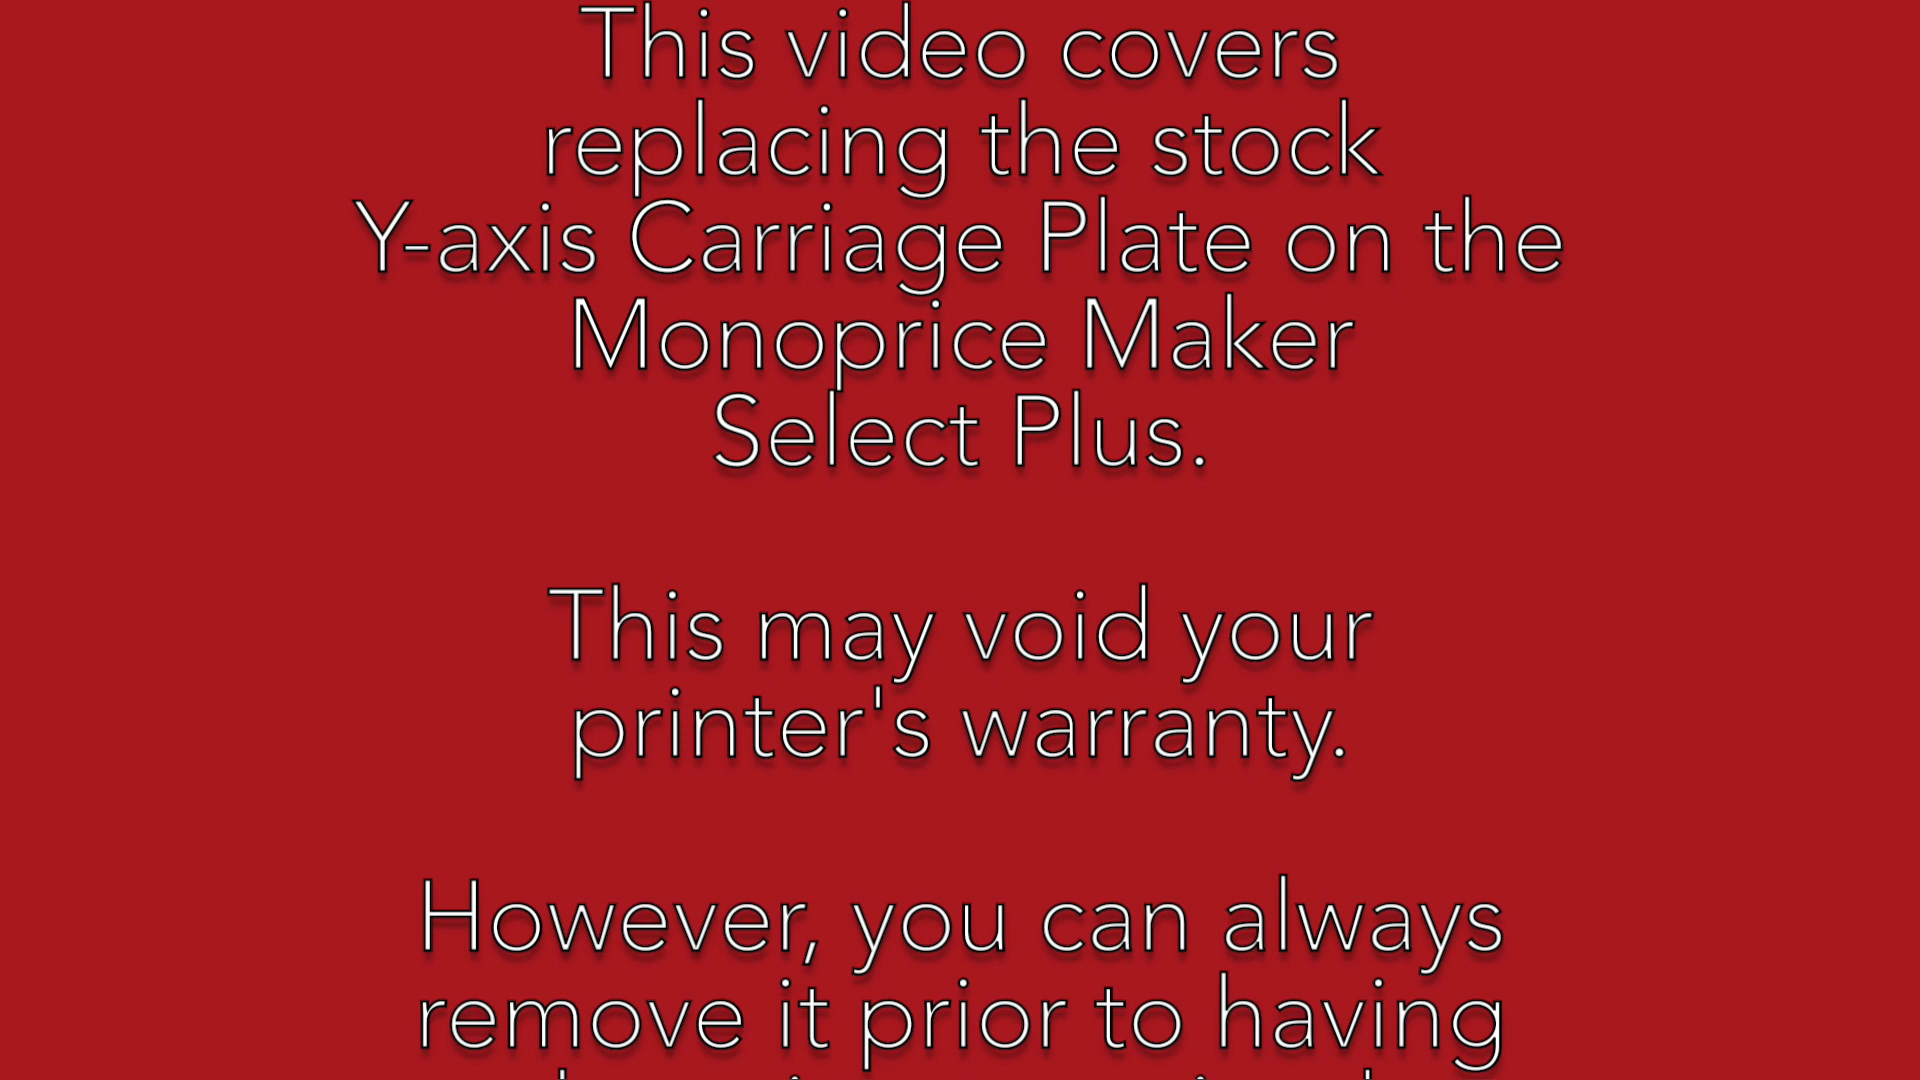 This video covers
replacing the stock
Y-axis Carriage Plate on the
Monoprice Maker
Select Plus.
This may void your
printer's warranty.
However, you can always
remove it prior to having